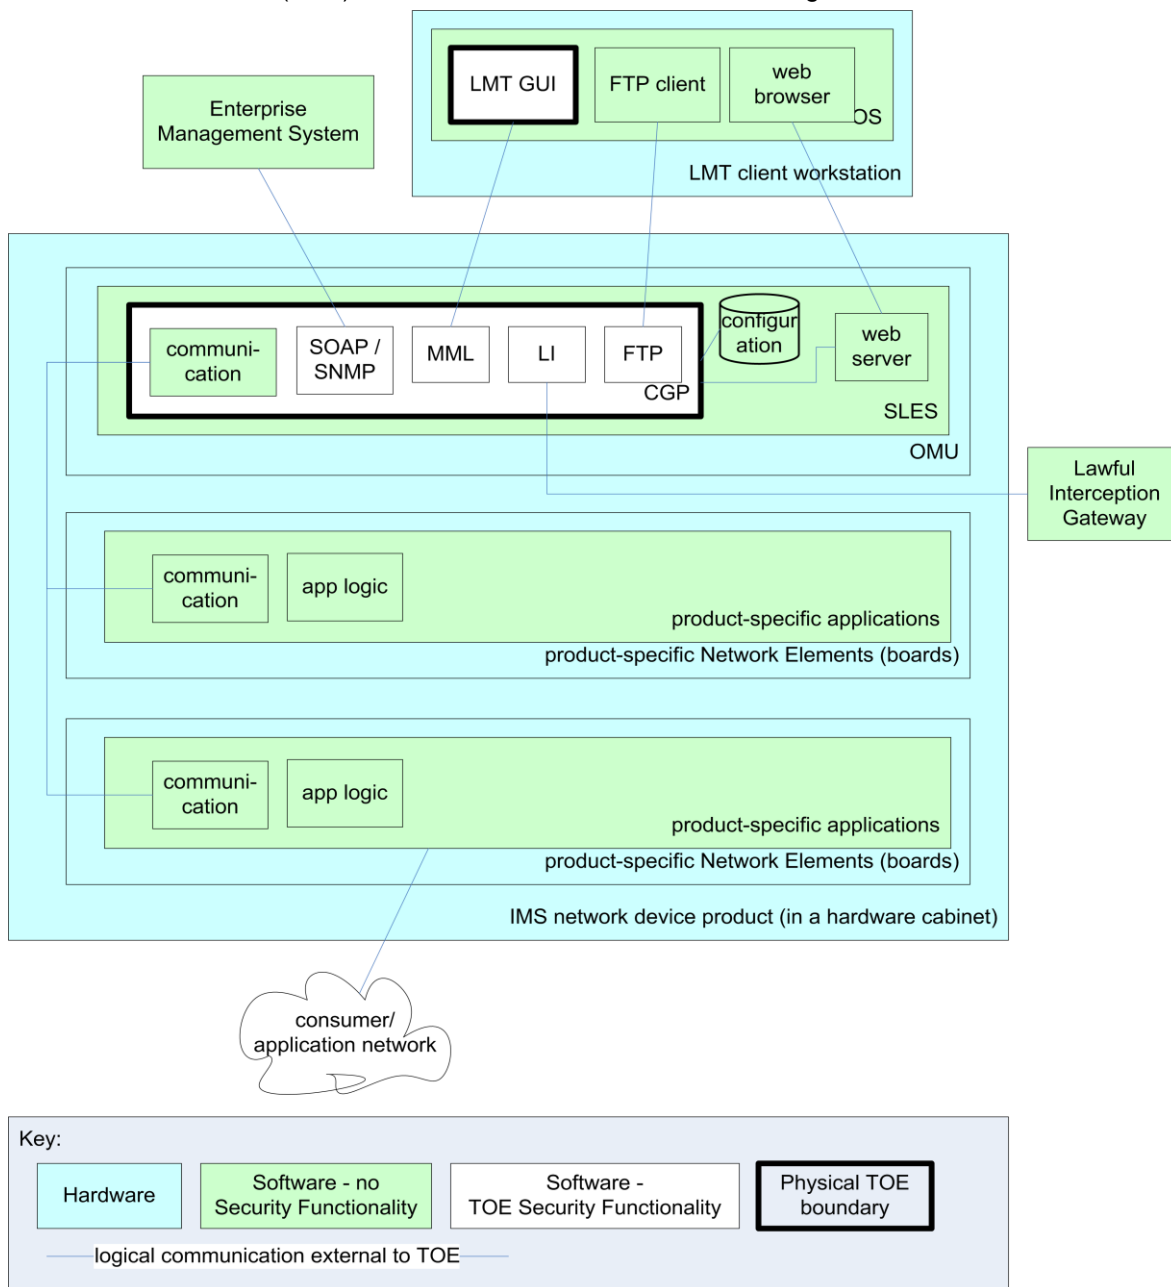 LMT GUI
FTP client
web
browser
OS
LMT client workstation
Enterprise
Management System
communi-
cation
SOAP /
SNMP
MML
LI
FTP
CGP
configur
ation
web
server
SLES
OMU
Lawful
Interception
Gateway
communi-
cation
app logic
product-specific applications
product-specific Network Elements (boards)
communi-
cation
app logic
product-specific applications
product-specific Network Elements (boards)
IMS network device product (in a hardware cabinet)
consumer/
application network
Key:
Hardware
Software - no
Security Functionality
Software -
TOE Security Functionality
Physical TOE
boundary
logical communication external to TOE